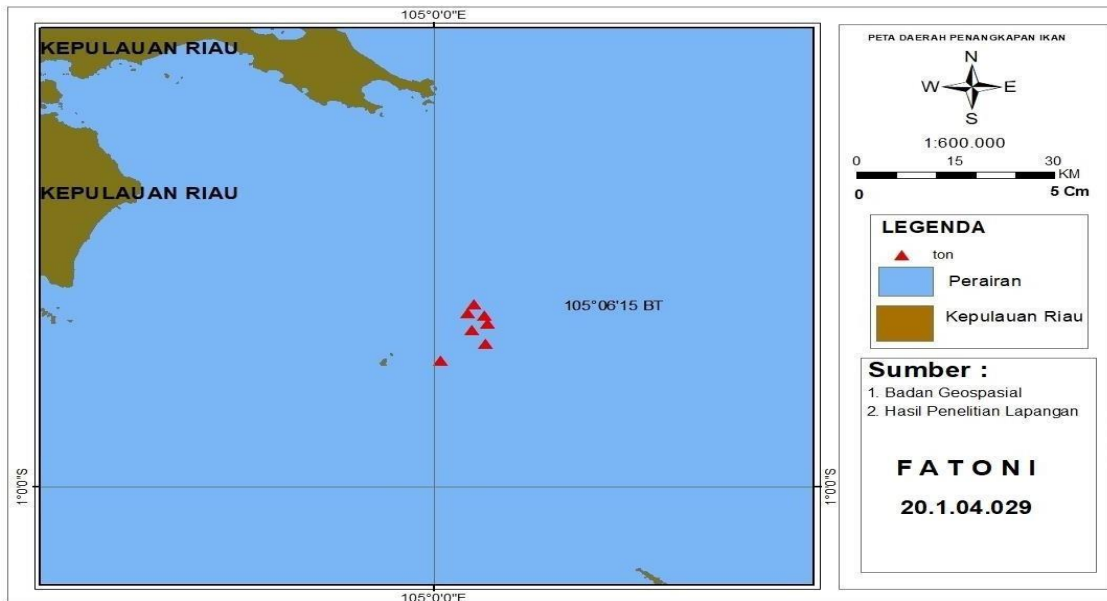 105°0'0"E
KEPULAUAN RIAU
KEPULAUAN RIAU
105°06'15 BT
1°0'0"S
1°0'0"S
105°0'0"E
PETA DAERAH PENANGKAPAN IKAN
N
W E
S
1:600.000
0 15 30
KM
0 5 Cm
LEGENDA
ton
Perairan
Kepulauan Riau
Sumber :
1. Badan Geospasial
2. Hasil Penelitian Lapangan
F A T O N I
20.1.04.029